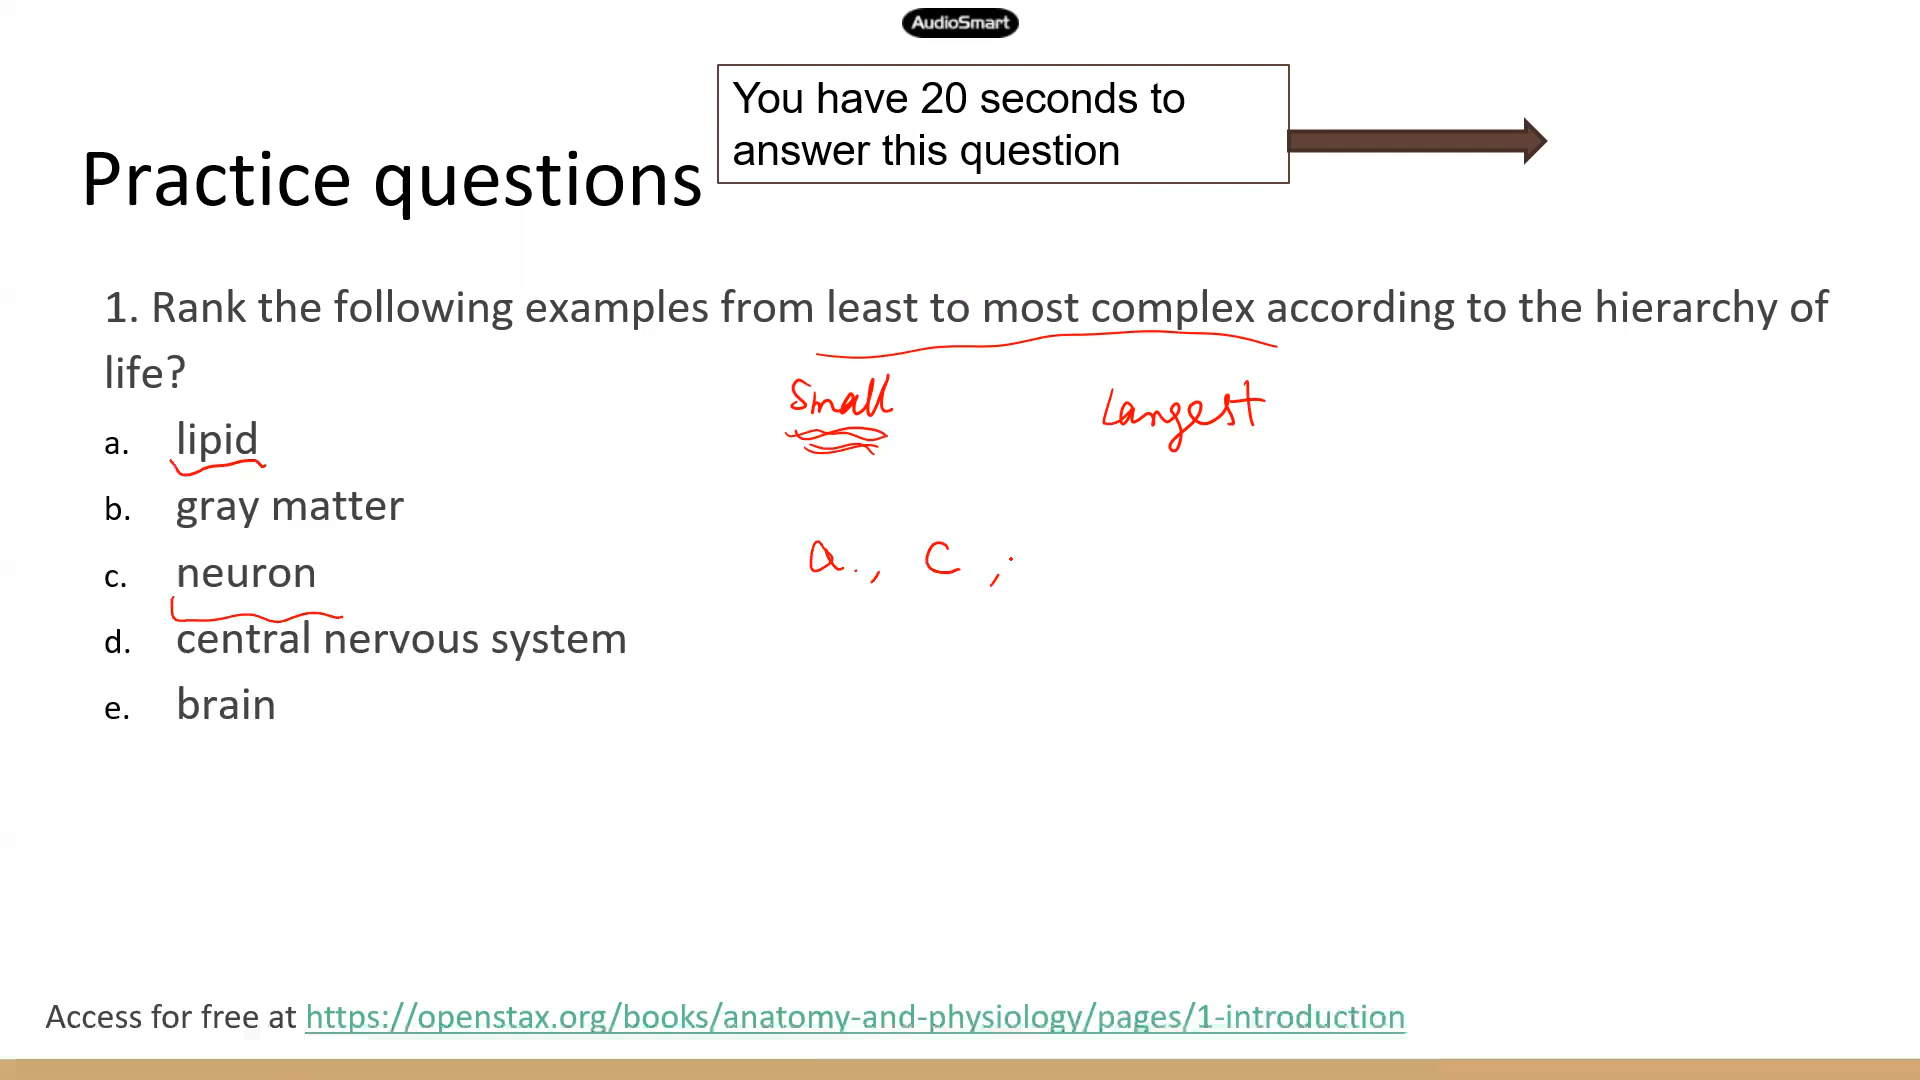 AudioSmart
You have 20 seconds to
answer this question
Practice questions
1. Rank the following examples from least to most complex according to the hierarchy of
life?
Small Largest
a. lipid
b. gray matter
a., c,
c. neuron
d. central nervous system
e. brain
Access for free at https://openstax.org/books/anatomy-and-physiology/pages/1-introduction